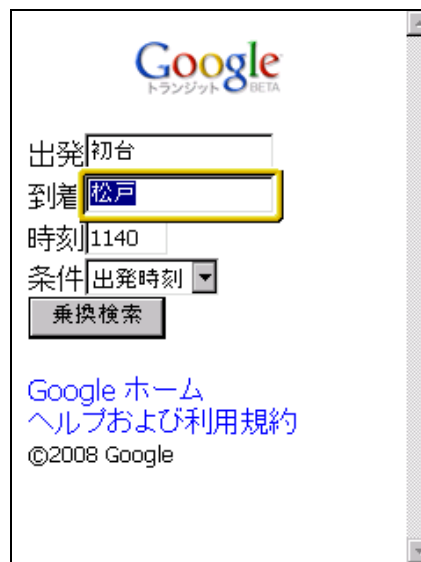 Google
トランジット BETA
出発 初台
到着 松戸
時刻 1140
条件 出発時刻
乗換検索
Google ホーム
ヘルプおよび利用規約
©2008 Google